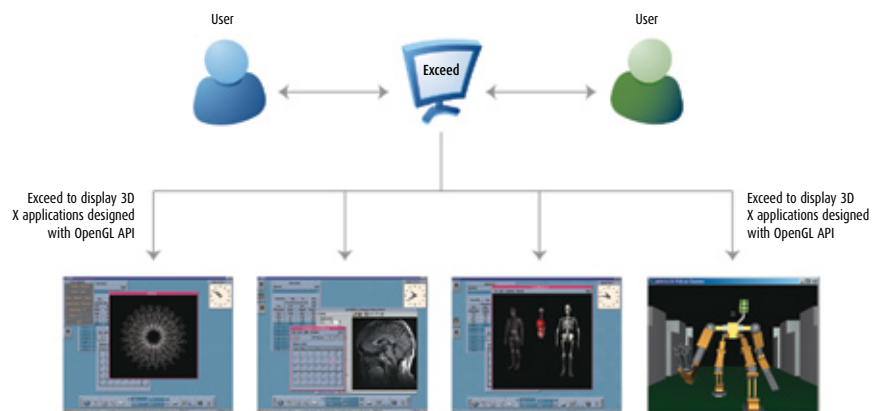 User
User
Exceed
Exceed to display 3D
X applications designed
with OpenGL API
Exceed to display 3D
X applications designed
with OpenGL API